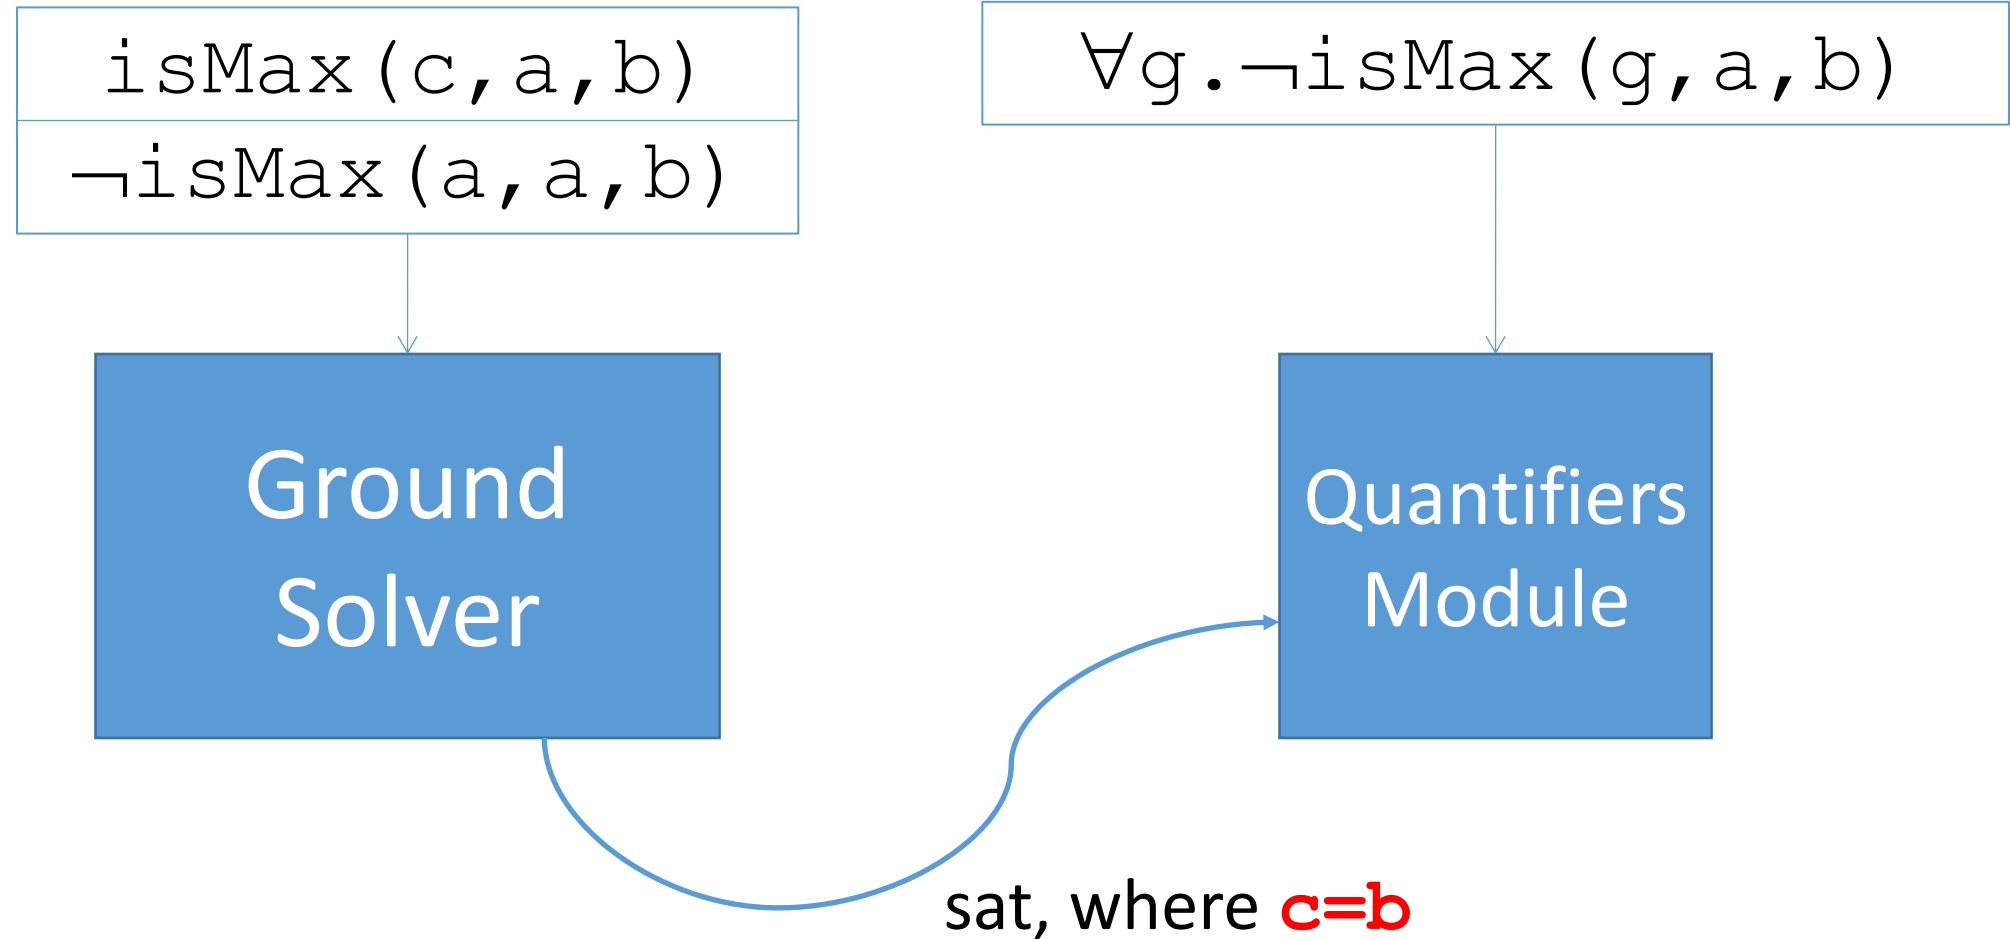 isMax(c,a,b)
¬isMax(a,a,b)
∀g.¬isMax(g,a,b)
Ground
Solver
Quantifiers
Module
sat, where c=b